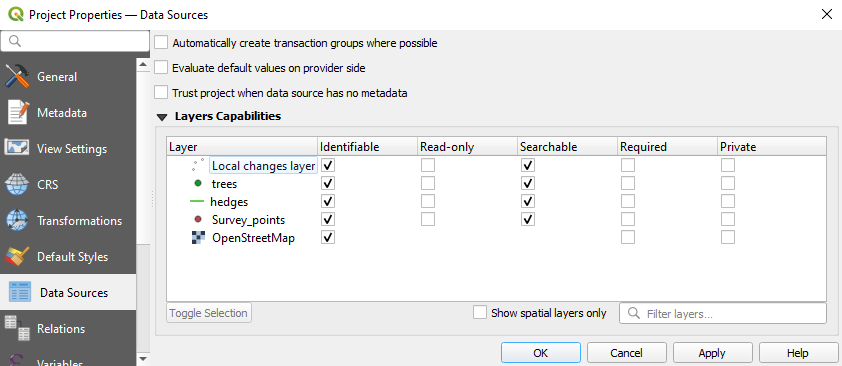 Project Properties — Data Sources
General
Metadata
View Settings
CRS
Transformations
Default Styles
Data Sources
Relations
Variables
Automatically create transaction groups where possible
Evaluate default values on provider side
Trust project when data source has no metadata
Layers Capabilities
Layer Identifiable Read-only Searchable Required Private
Local changes layer
trees
hedges
Survey_points
OpenStreetMap
Toggle Selection Show spatial layers only Filter layers...
OK Cancel Apply Help